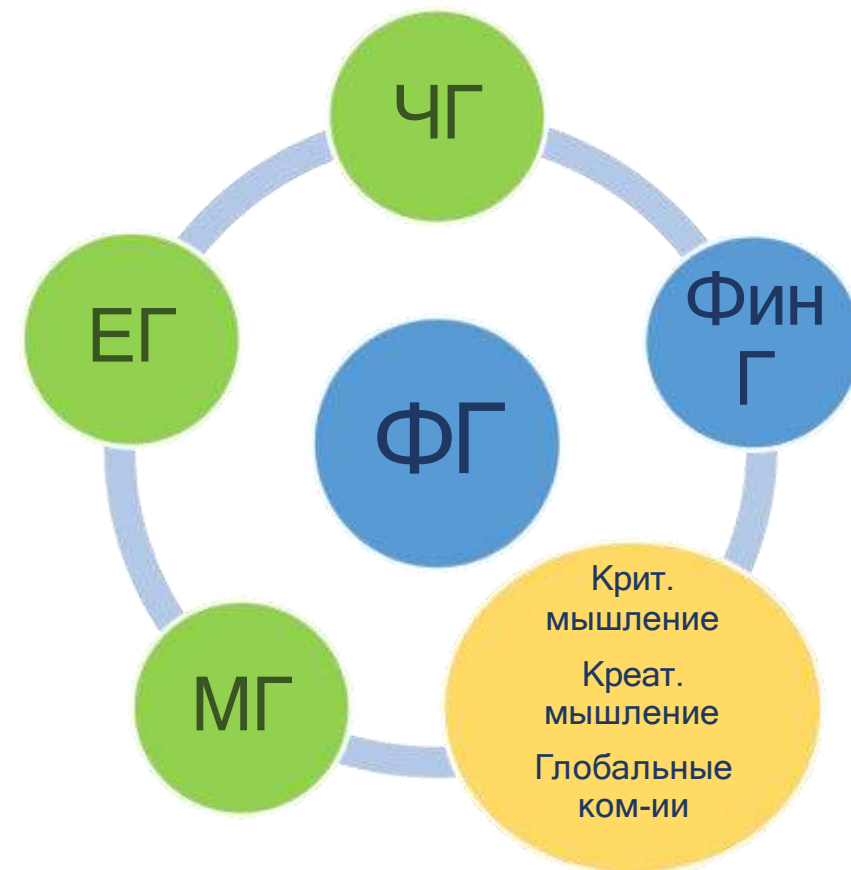 ЧГ
Фин
Г
ЕГ
ФГ
Крит.
мышление
Креат.
мышление
Глобальные
ком-ии
МГ